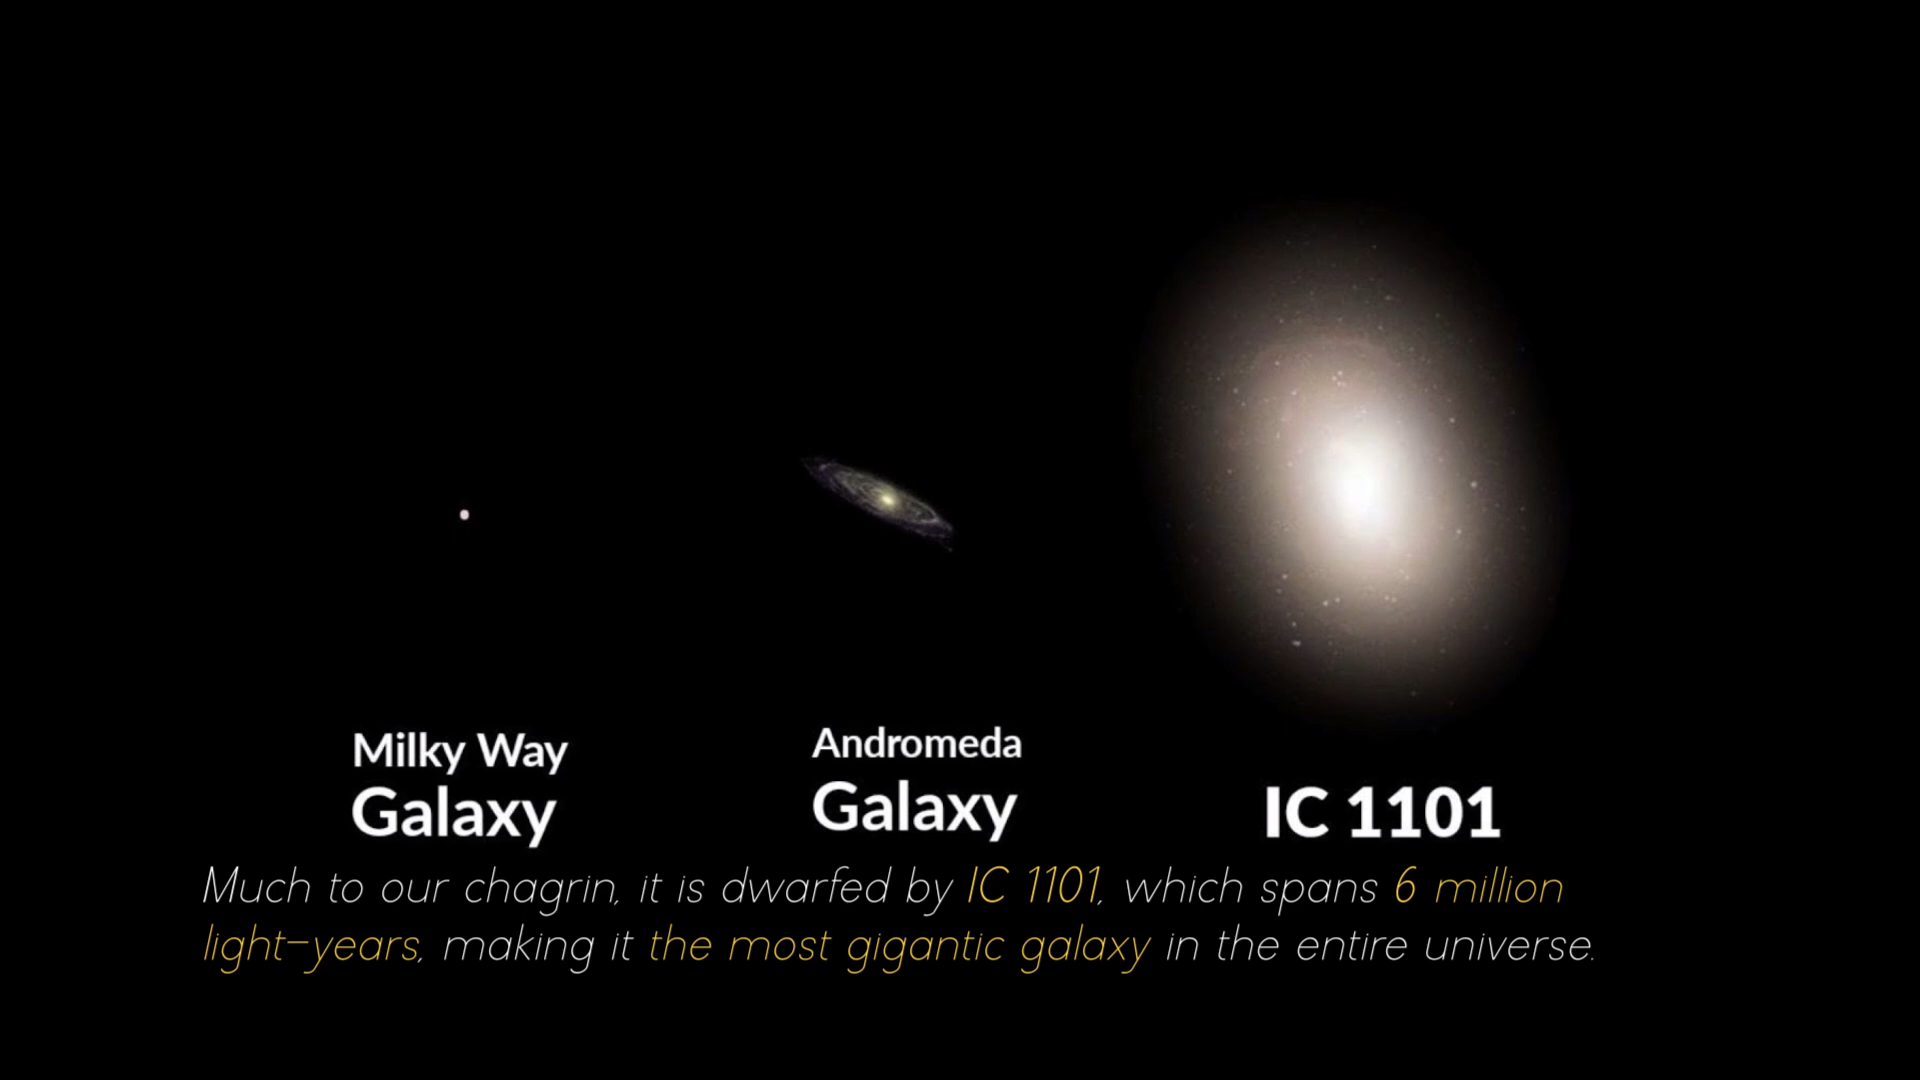 Milky Way
Galaxy
Andromeda
Galaxy
IC 1101
Much to our chagrin, it is dwarfed by IC 1101, which spans 6 million
light-years, making it the most gigantic galaxy in the entire universe.